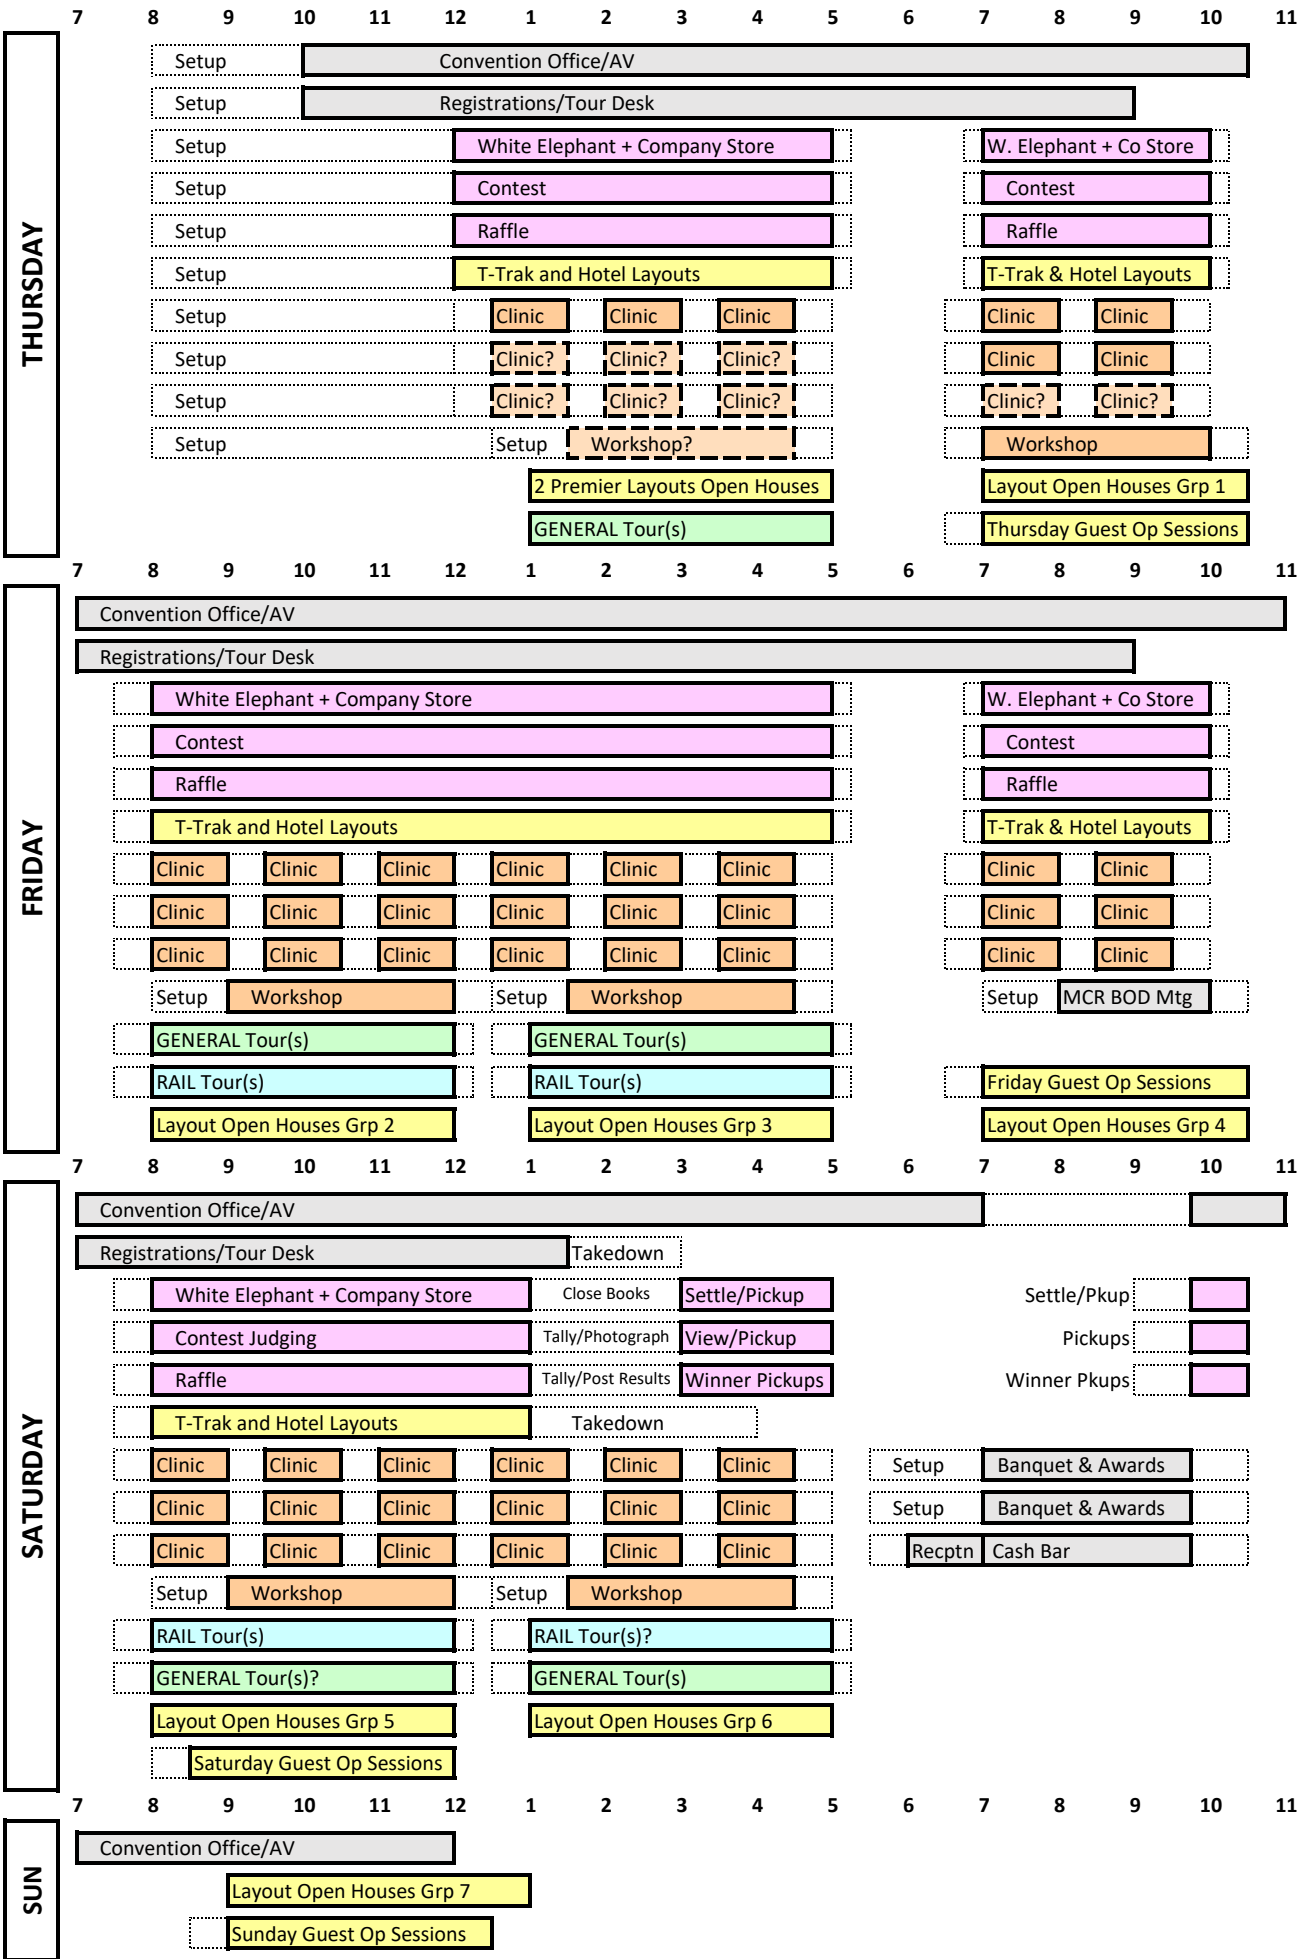 7 8 9 10 11 12 1 2 3 4 5 6 7 8 9 10 11
THURSDAY
Setup Convention Office/AV
Setup Registrations/Tour Desk
Setup White Elephant + Company Store W. Elephant + Co Store
Setup Contest Contest
Setup Raffle Raffle
Setup T-Trak and Hotel Layouts T-Trak & Hotel Layouts
Setup Clinic Clinic Clinic Clinic Clinic
Setup Clinic? Clinic? Clinic? Clinic Clinic
Setup Clinic? Clinic? Clinic? Clinic? Clinic?
Setup Setup Workshop? Workshop
2 Premier Layouts Open Houses Layout Open Houses Grp 1
GENERAL Tour(s) Thursday Guest Op Sessions
7 8 9 10 11 12 1 2 3 4 5 6 7 8 9 10 11
FRIDAY
Convention Office/AV
Registrations/Tour Desk
White Elephant + Company Store W. Elephant + Co Store
Contest Contest
Raffle Raffle
T-Trak and Hotel Layouts T-Trak & Hotel Layouts
Clinic Clinic Clinic Clinic Clinic Clinic Clinic Clinic
Clinic Clinic Clinic Clinic Clinic Clinic Clinic Clinic
Clinic Clinic Clinic Clinic Clinic Clinic Clinic Clinic
Setup Workshop Setup Workshop Setup MCR BOD Mtg
GENERAL Tour(s) GENERAL Tour(s)
RAIL Tour(s) RAIL Tour(s) Friday Guest Op Sessions
Layout Open Houses Grp 2 Layout Open Houses Grp 3 Layout Open Houses Grp 4
7 8 9 10 11 12 1 2 3 4 5 6 7 8 9 10 11
SATURDAY
Convention Office/AV
Registrations/Tour Desk Takedown
White Elephant + Company Store Close Books Settle/Pickup Settle/Pkup
Contest Judging Tally/Photograph View/Pickup Pickups
Raffle Tally/Post Results Winner Pickups Winner Pkups
T-Trak and Hotel Layouts Takedown
Clinic Clinic Clinic Clinic Clinic Clinic Setup Banquet & Awards
Clinic Clinic Clinic Clinic Clinic Clinic Setup Banquet & Awards
Clinic Clinic Clinic Clinic Clinic Clinic Recptn Cash Bar
Setup Workshop Setup Workshop
RAIL Tour(s) RAIL Tour(s)?
GENERAL Tour(s)? GENERAL Tour(s)
Layout Open Houses Grp 5 Layout Open Houses Grp 6
Saturday Guest Op Sessions
7 8 9 10 11 12 1 2 3 4 5 6 7 8 9 10 11
SUN
Convention Office/AV
Layout Open Houses Grp 7
Sunday Guest Op Sessions